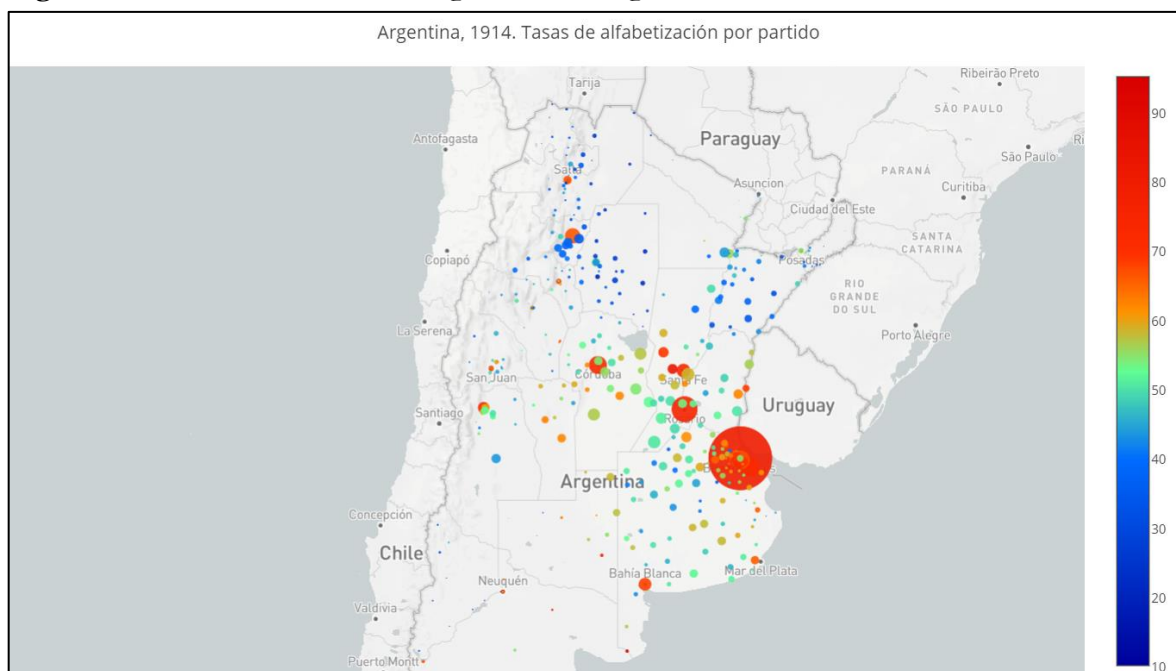 Argentina, 1914. Tasas de alfabetización por partido
Ribeirão Preto
Tarija
SÃO PAULO
90
Antofagasta
Paraguay
São Paulo
Ri
Salta
PARANÁ
80
Asuncion
Curitiba
Ciudad del Este
SANTA
CATARINA
70
Copiapó
Posadas
RIO
GRANDE
DO SUL
60
La Serena
Porto Alegre
San Juan
Córdoba
Santa Fe
50
Santiago
Rosario
Uruguay
40
Argentina
Concepción
30
Chile
Neuquén
Bahía Blanca
Mar del Plata
20
Valdivia
Puerto Montt
10